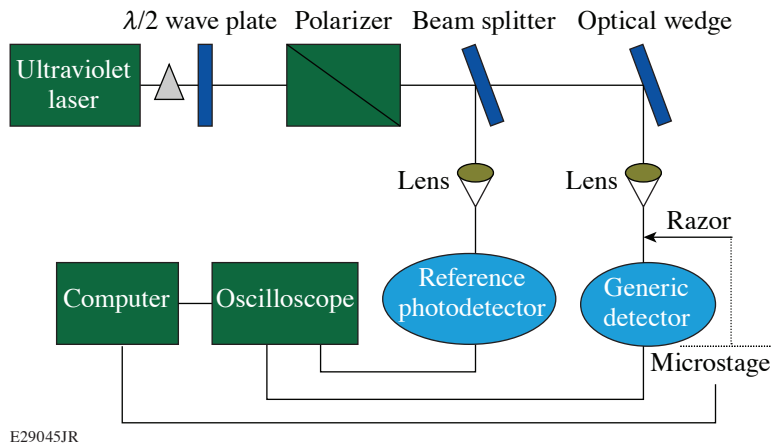 λ/2 wave plate
Polarizer
Beam splitter
Optical wedge
Ultraviolet
laser
Lens
Lens
Razor
Computer
Oscilloscope
Reference
photodetector
Generic
detector
Microstage
E29045JR